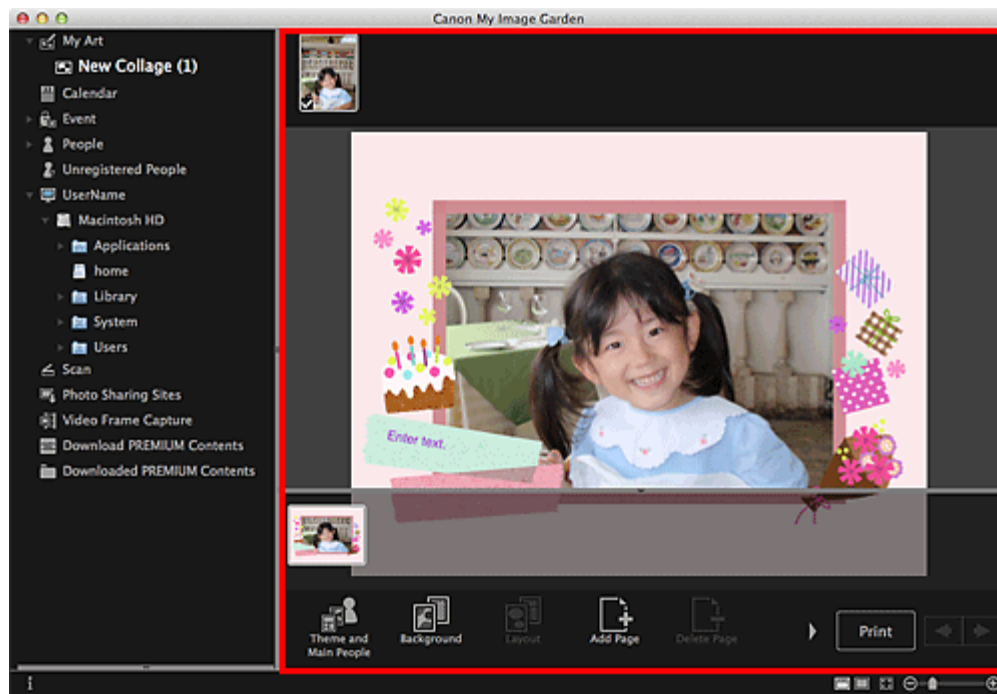 Canon My Image Garden
My Art
New Collage (1)
Calendar
Event
People
Unregistered People
UserName
Macintosh HD
Applications
home
Library
System
Users
Scan
Photo Sharing Sites
Video Frame Capture
Download PREMIUM Contents
Downloaded PREMIUM Contents
Enter text.
Theme and
Main People
Background
Layout
Add Page
Delete Page
Print